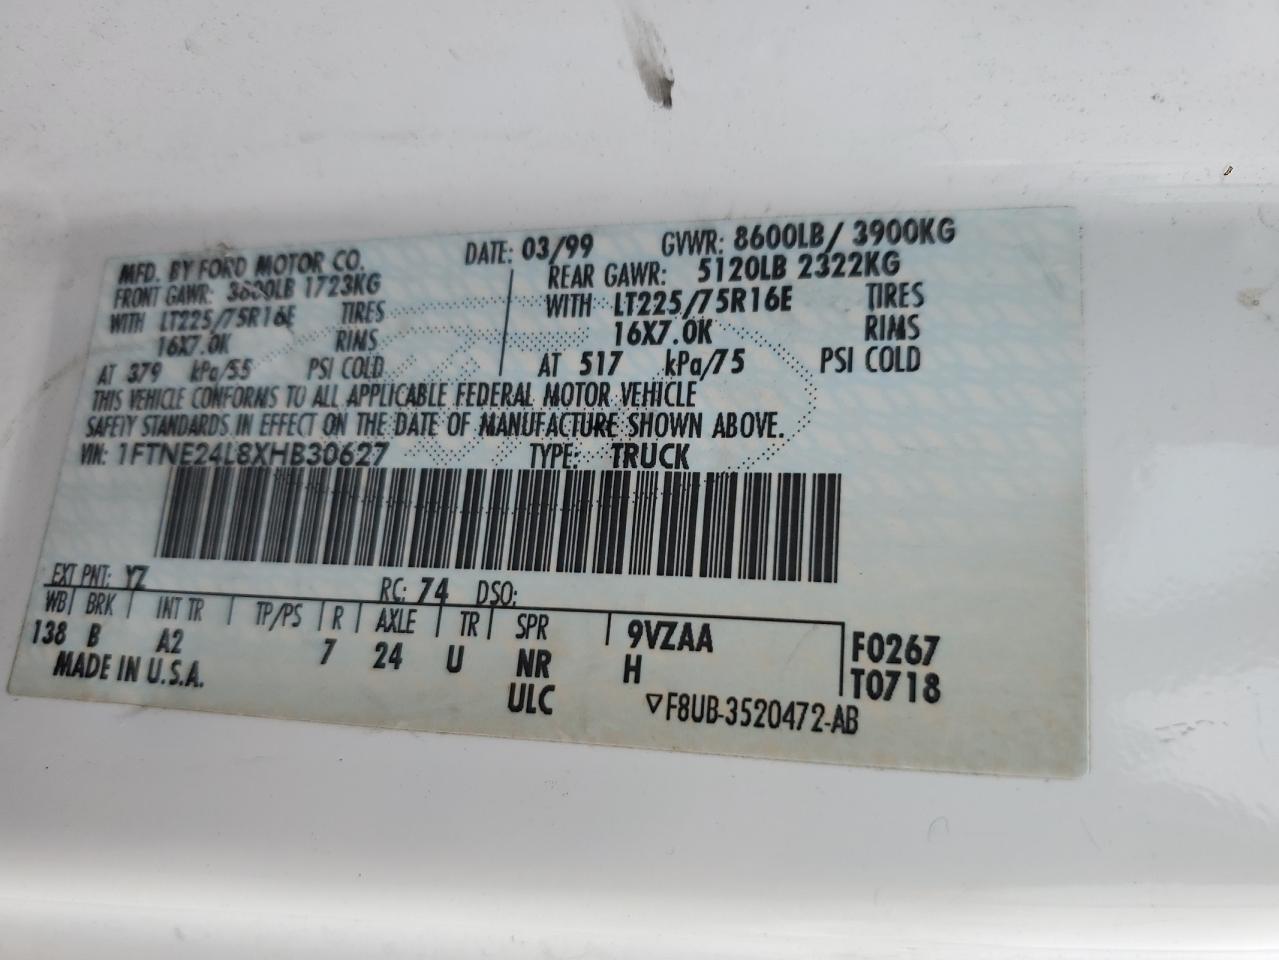 MFD. BY FORD MOTOR CO. DATE: 03/99 GVWR: 8600LB/ 3900KG
FRONT GAWR: 3800LB 1723KG REAR GAWR: 5120LB 2322KG
WITH LT225/75R16E TIRES WITH LT225/75R16E TIRES
16X7.0K RIMS 16X7.0K RIMS
AT 379 kPa/55 PSI COLD AT 517 kPa/75 PSI COLD
THIS VEHICLE CONFORMS TO ALL APPLICABLE FEDERAL MOTOR VEHICLE
SAFETY STANDARDS IN EFFECT ON THE DATE OF MANUFACTURE SHOWN ABOVE.
VIN: 1FTNE24L8XHB30627 TYPE: TRUCK
EXT PNT: YZ RC: 74 DSO:
WB BRK INT TR TP/PS R AXLE TR SPR 9VZAA F0267
138 B A2 7 24 U NR H T0718
MADE IN U.S.A. ULC ▽F8UB-3520472-AB